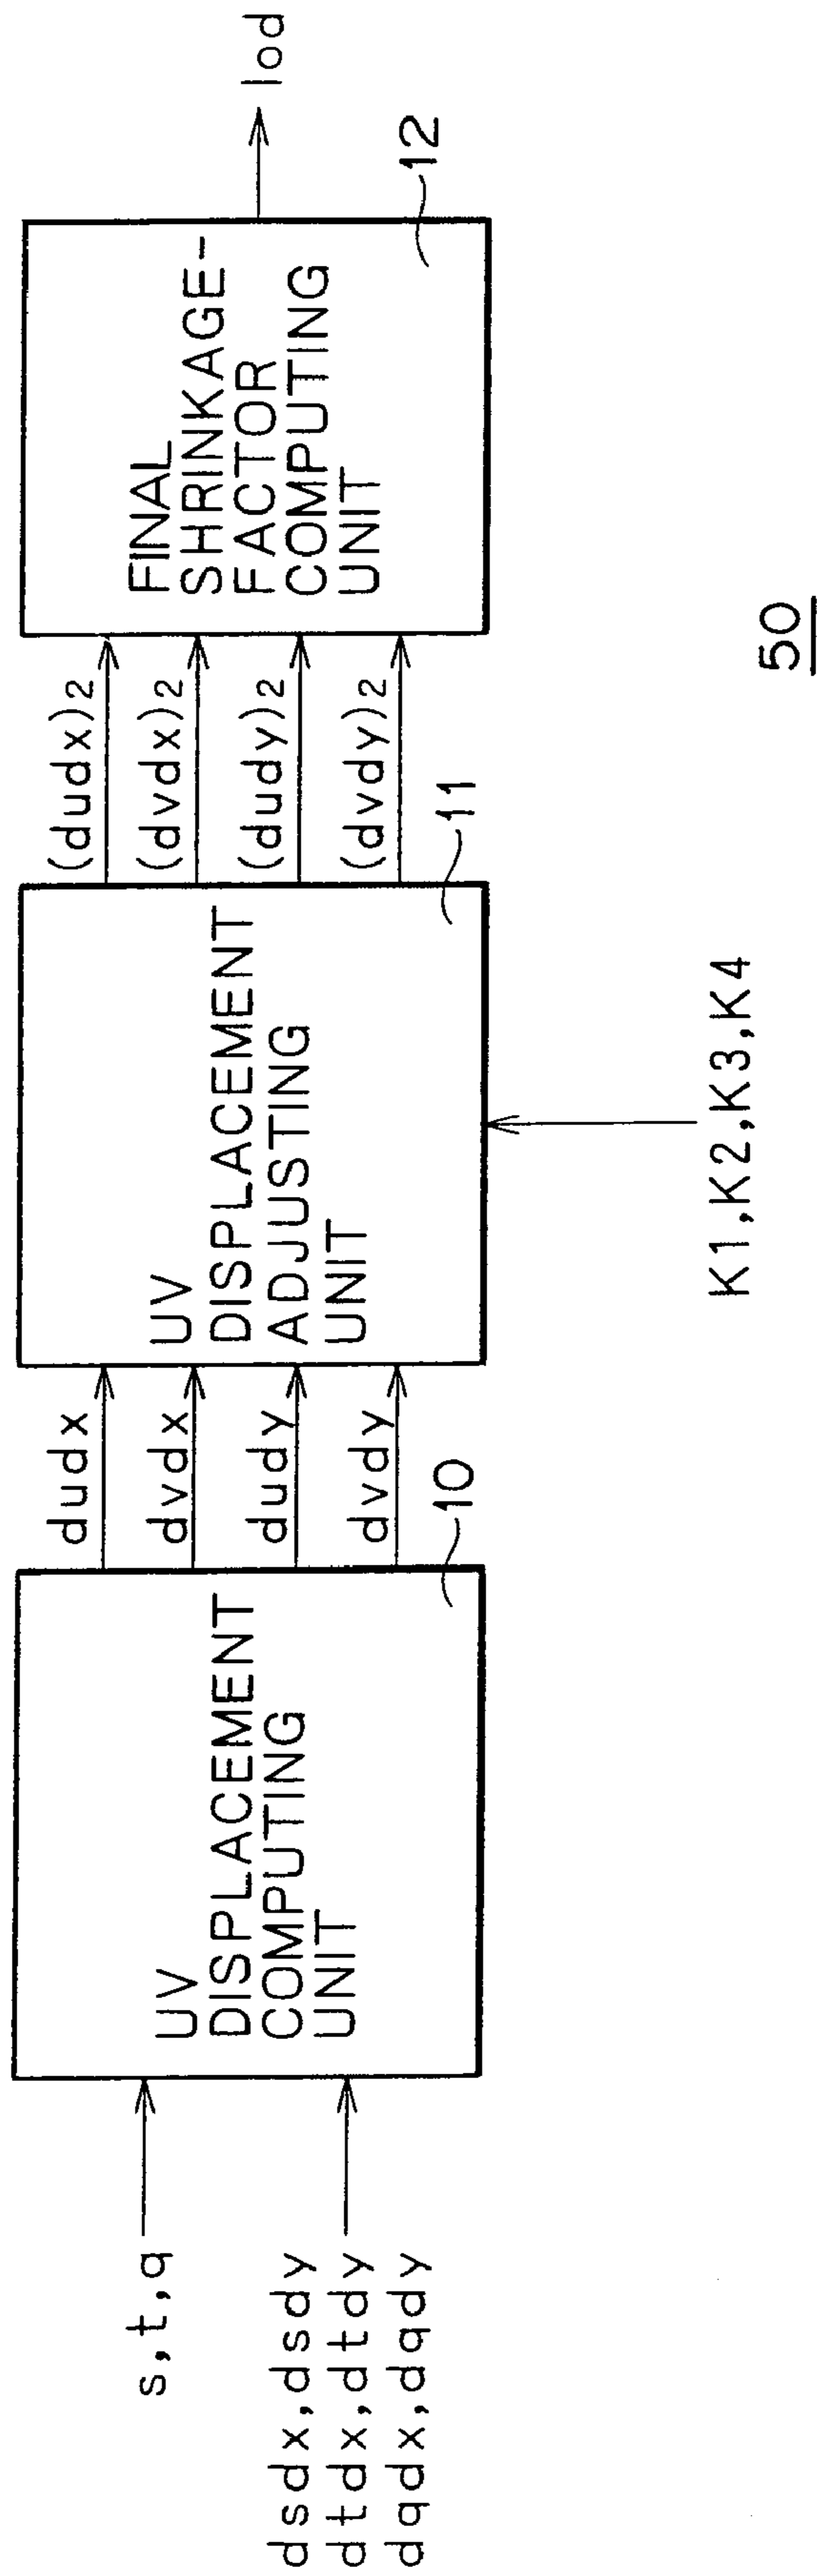 s,t,q
dsdx,dsdy
dtdx,dtdy
dqdx,dqdy
UV
DISPLACEMENT
COMPUTING
UNIT
10
dudx
dvdx
dudy
dvdy
UV
DISPLACEMENT
ADJUSTING
UNIT
11
K1,K2,K3,K4
(dudx)2
(dvdx)2
(dudy)2
(dvdy)2
FINAL
SHRINKAGE-
FACTOR
COMPUTING
UNIT
12
lod
50